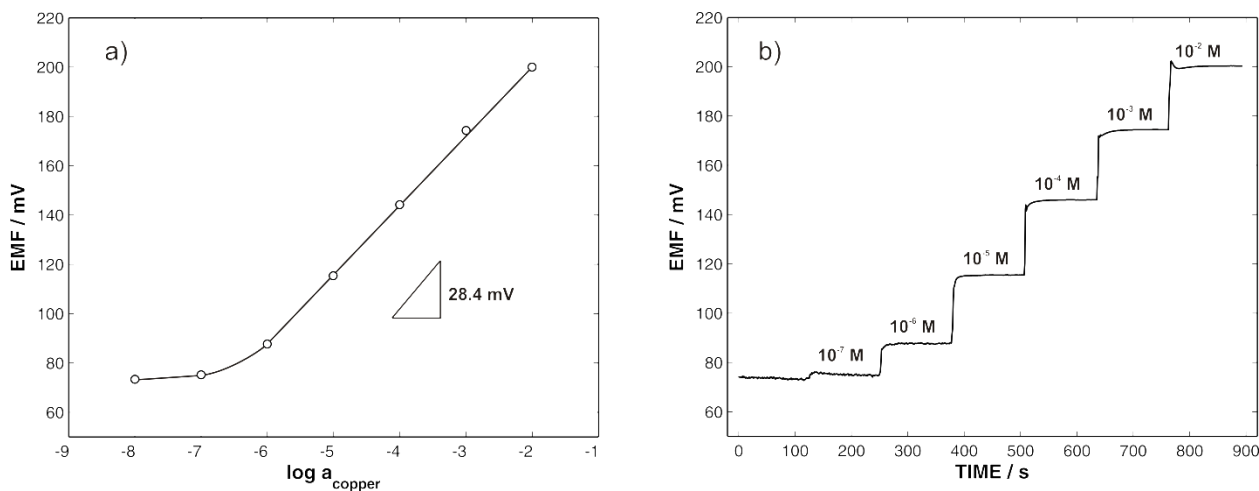 a)
EMF / mV
220
200
180
160
140
120
100
80
60
28.4 mV
-9 -8 -7 -6 -5 -4 -3 -2 -1
log a copper
b)
EMF / mV
220
200
180
160
140
120
100
80
60
10⁻² M
10⁻³ M
10⁻⁴ M
10⁻⁵ M
10⁻⁶ M
10⁻⁷ M
0 100 200 300 400 500 600 700 800 900
TIME / s